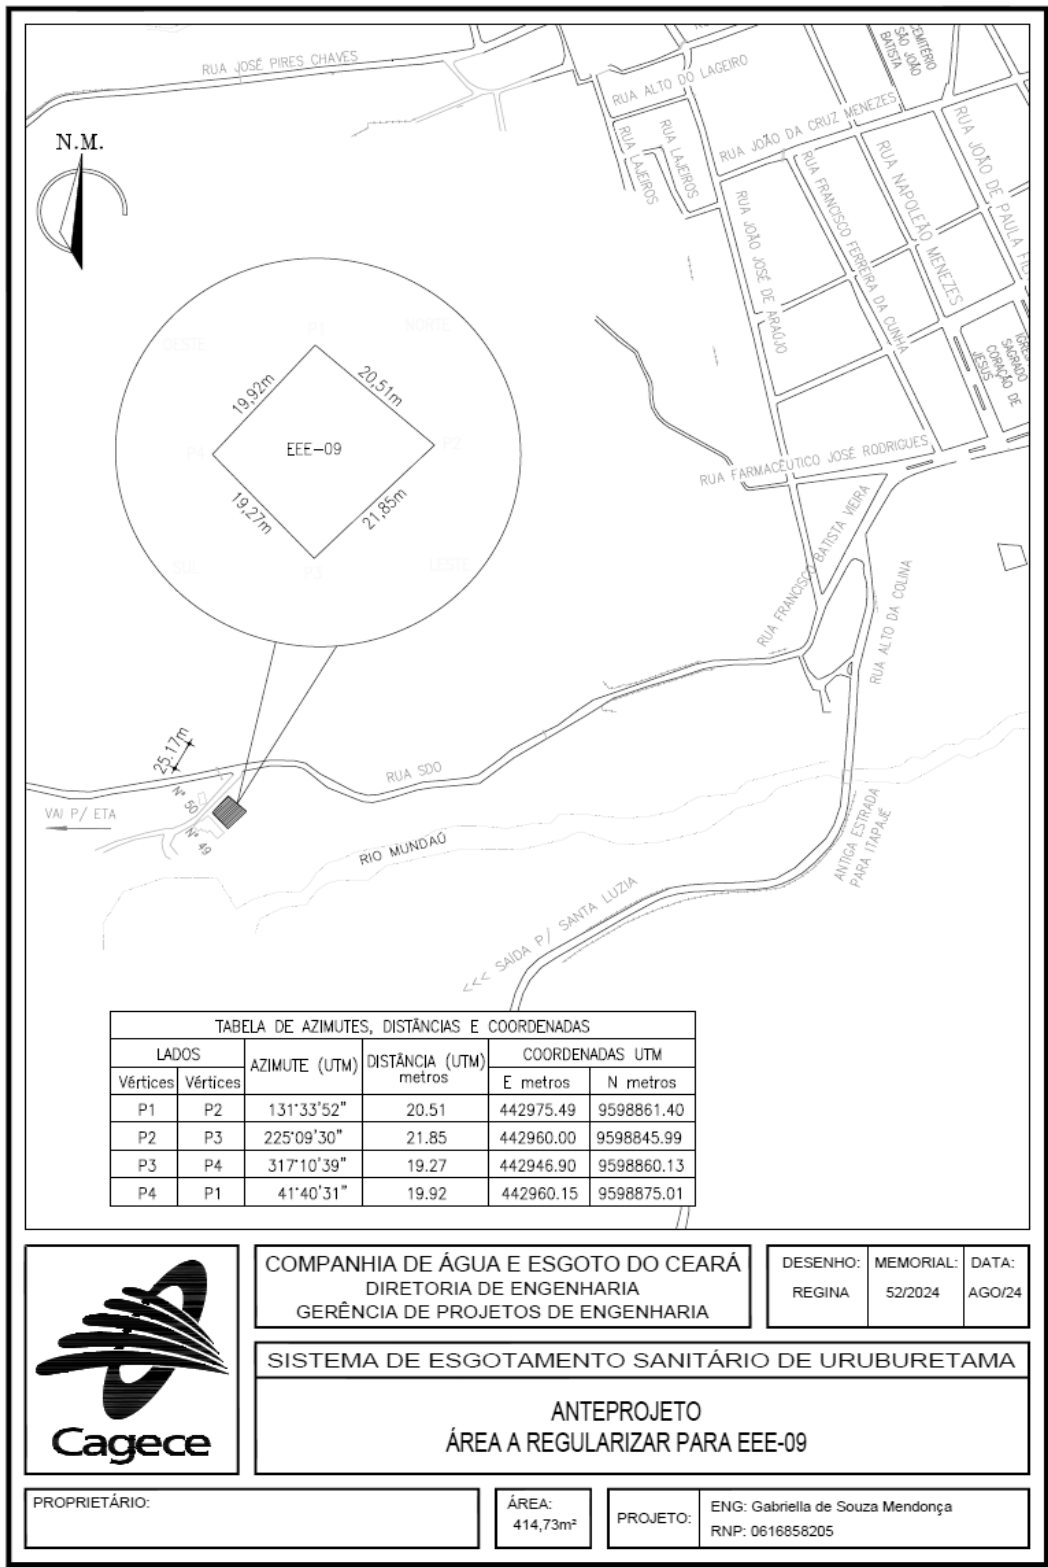 RUA JOSÉ PIRES CHAVES
RUA ALTO DO LAGEIRO
CEMITÉRIO
SÃO JOÃO
BATISTA
RUA LAJEIROS
RUA LAJEIROS
RUA JOÃO DA CRUZ MENEZES
RUA JOÃO JOSÉ DE ARAÚJO
RUA FRANCISCO FERREIRA DA CUNHA
RUA NAPOLEÃO MENEZES
RUA JOÃO DE PAULA
SAGRADO
CORAÇÃO DE
JESUS
N.M.
OESTE
P1
NORTE
19,92m
20,51m
P4
EEE-09
P2
19,27m
21,85m
SUL
P3
LESTE
RUA FARMACÊUTICO JOSÉ RODRIGUES
RUA FRANCISCO BATISTA VIEIRA
RUA ALTO DA COLINA
25.17m
RUA SDO
VAI P/ ETA
N° 50
N° 49
RIO MUNDAÚ
ANTIGA ESTRADA
PARA ITAPAJÉ
<<< SAÍDA P/ SANTA LUZIA
TABELA DE AZIMUTES, DISTÂNCIAS E COORDENADAS
LADOS AZIMUTE (UTM) DISTÂNCIA (UTM) metros COORDENADAS UTM
Vértices Vértices E metros N metros
P1 P2 131°33'52" 20.51 442975.49 9598861.40
P2 P3 225°09'30" 21.85 442960.00 9598845.99
P3 P4 317°10'39" 19.27 442946.90 9598860.13
P4 P1 41°40'31" 19.92 442960.15 9598875.01
Cagece
COMPANHIA DE ÁGUA E ESGOTO DO CEARÁ
DIRETORIA DE ENGENHARIA
GERÊNCIA DE PROJETOS DE ENGENHARIA
DESENHO: MEMORIAL: DATA:
REGINA 52/2024 AGO/24
SISTEMA DE ESGOTAMENTO SANITÁRIO DE URUBURETAMA
ANTEPROJETO
ÁREA A REGULARIZAR PARA EEE-09
PROPRIETÁRIO:
ÁREA:
414,73m²
PROJETO:
ENG: Gabriella de Souza Mendonça
RNP: 0616858205